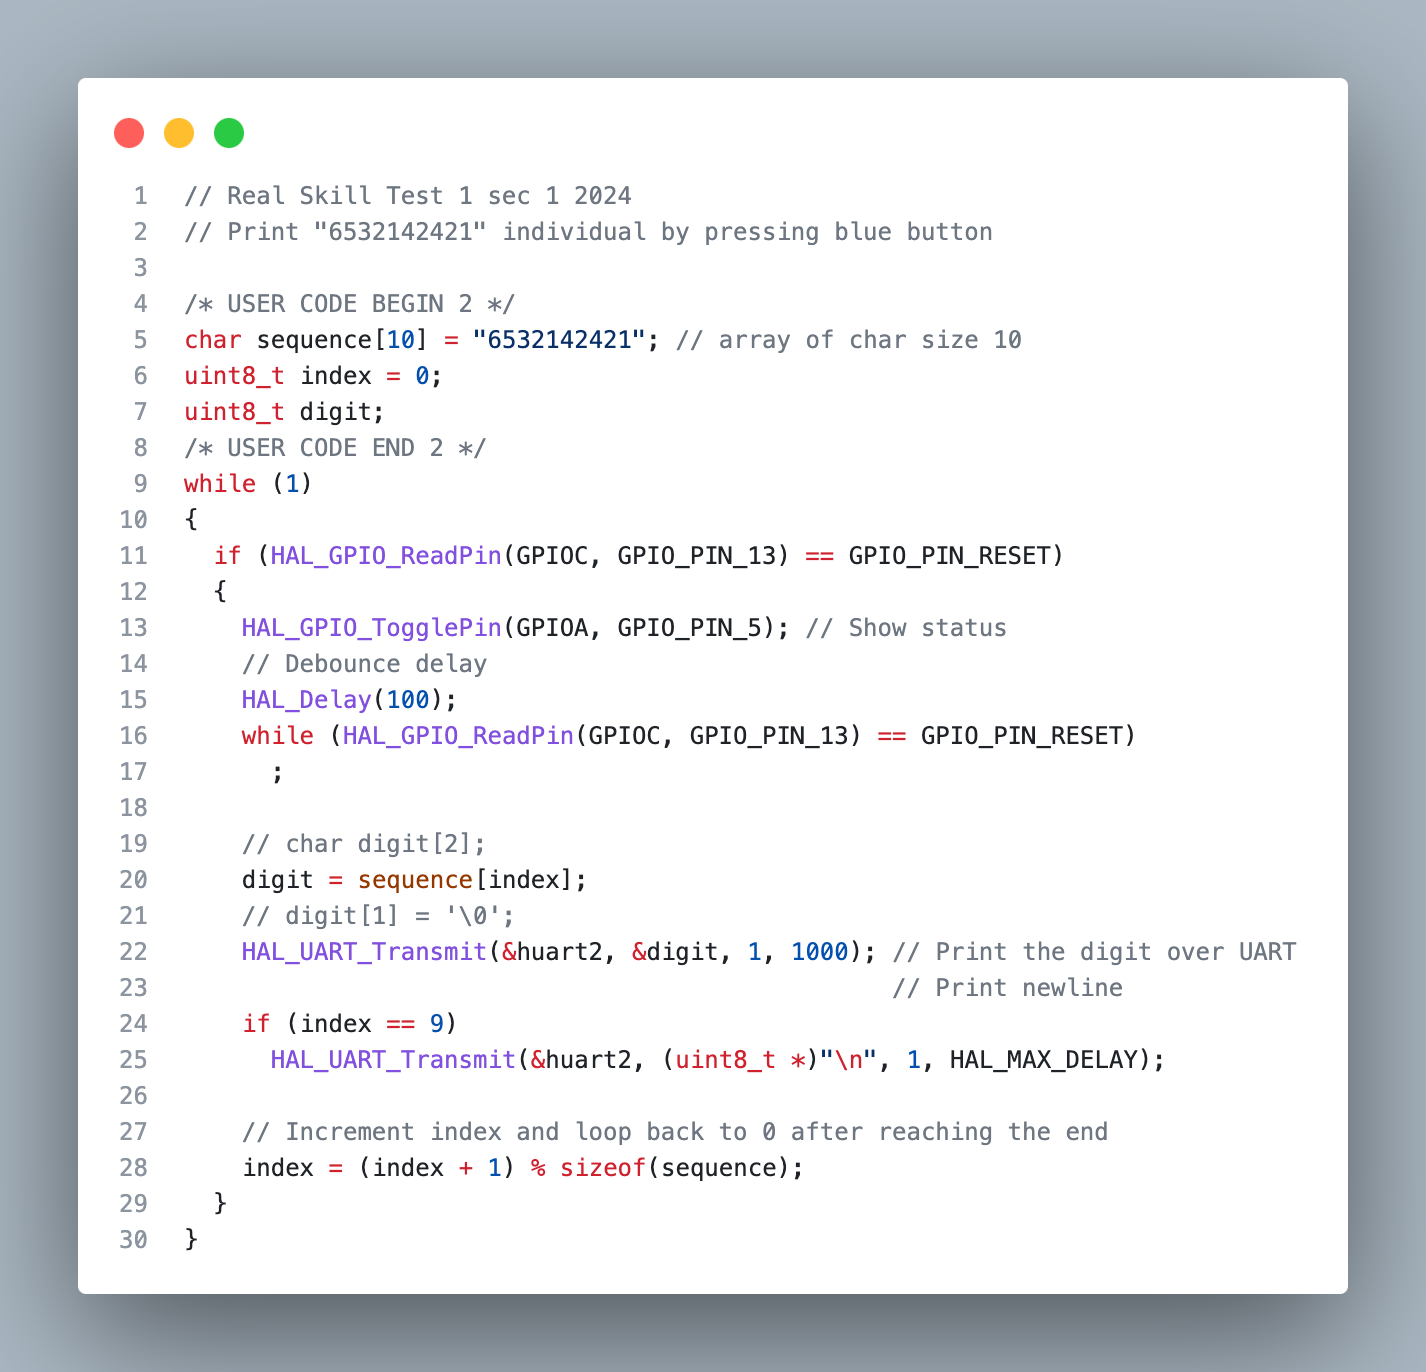 1 // Real Skill Test 1 sec 1 2024
2 // Print "6532142421" individual by pressing blue button
3
4 /* USER CODE BEGIN 2 */
5 char sequence[10] = "6532142421"; // array of char size 10
6 uint8_t index = 0;
7 uint8_t digit;
8 /* USER CODE END 2 */
9 while (1)
10 {
11   if (HAL_GPIO_ReadPin(GPIOC, GPIO_PIN_13) == GPIO_PIN_RESET)
12   {
13     HAL_GPIO_TogglePin(GPIOA, GPIO_PIN_5); // Show status
14     // Debounce delay
15     HAL_Delay(100);
16     while (HAL_GPIO_ReadPin(GPIOC, GPIO_PIN_13) == GPIO_PIN_RESET)
17       ;
18
19     // char digit[2];
20     digit = sequence[index];
21     // digit[1] = '\0';
22     HAL_UART_Transmit(&huart2, &digit, 1, 1000); // Print the digit over UART
23                                                  // Print newline
24     if (index == 9)
25       HAL_UART_Transmit(&huart2, (uint8_t *)"\n", 1, HAL_MAX_DELAY);
26
27     // Increment index and loop back to 0 after reaching the end
28     index = (index + 1) % sizeof(sequence);
29   }
30 }